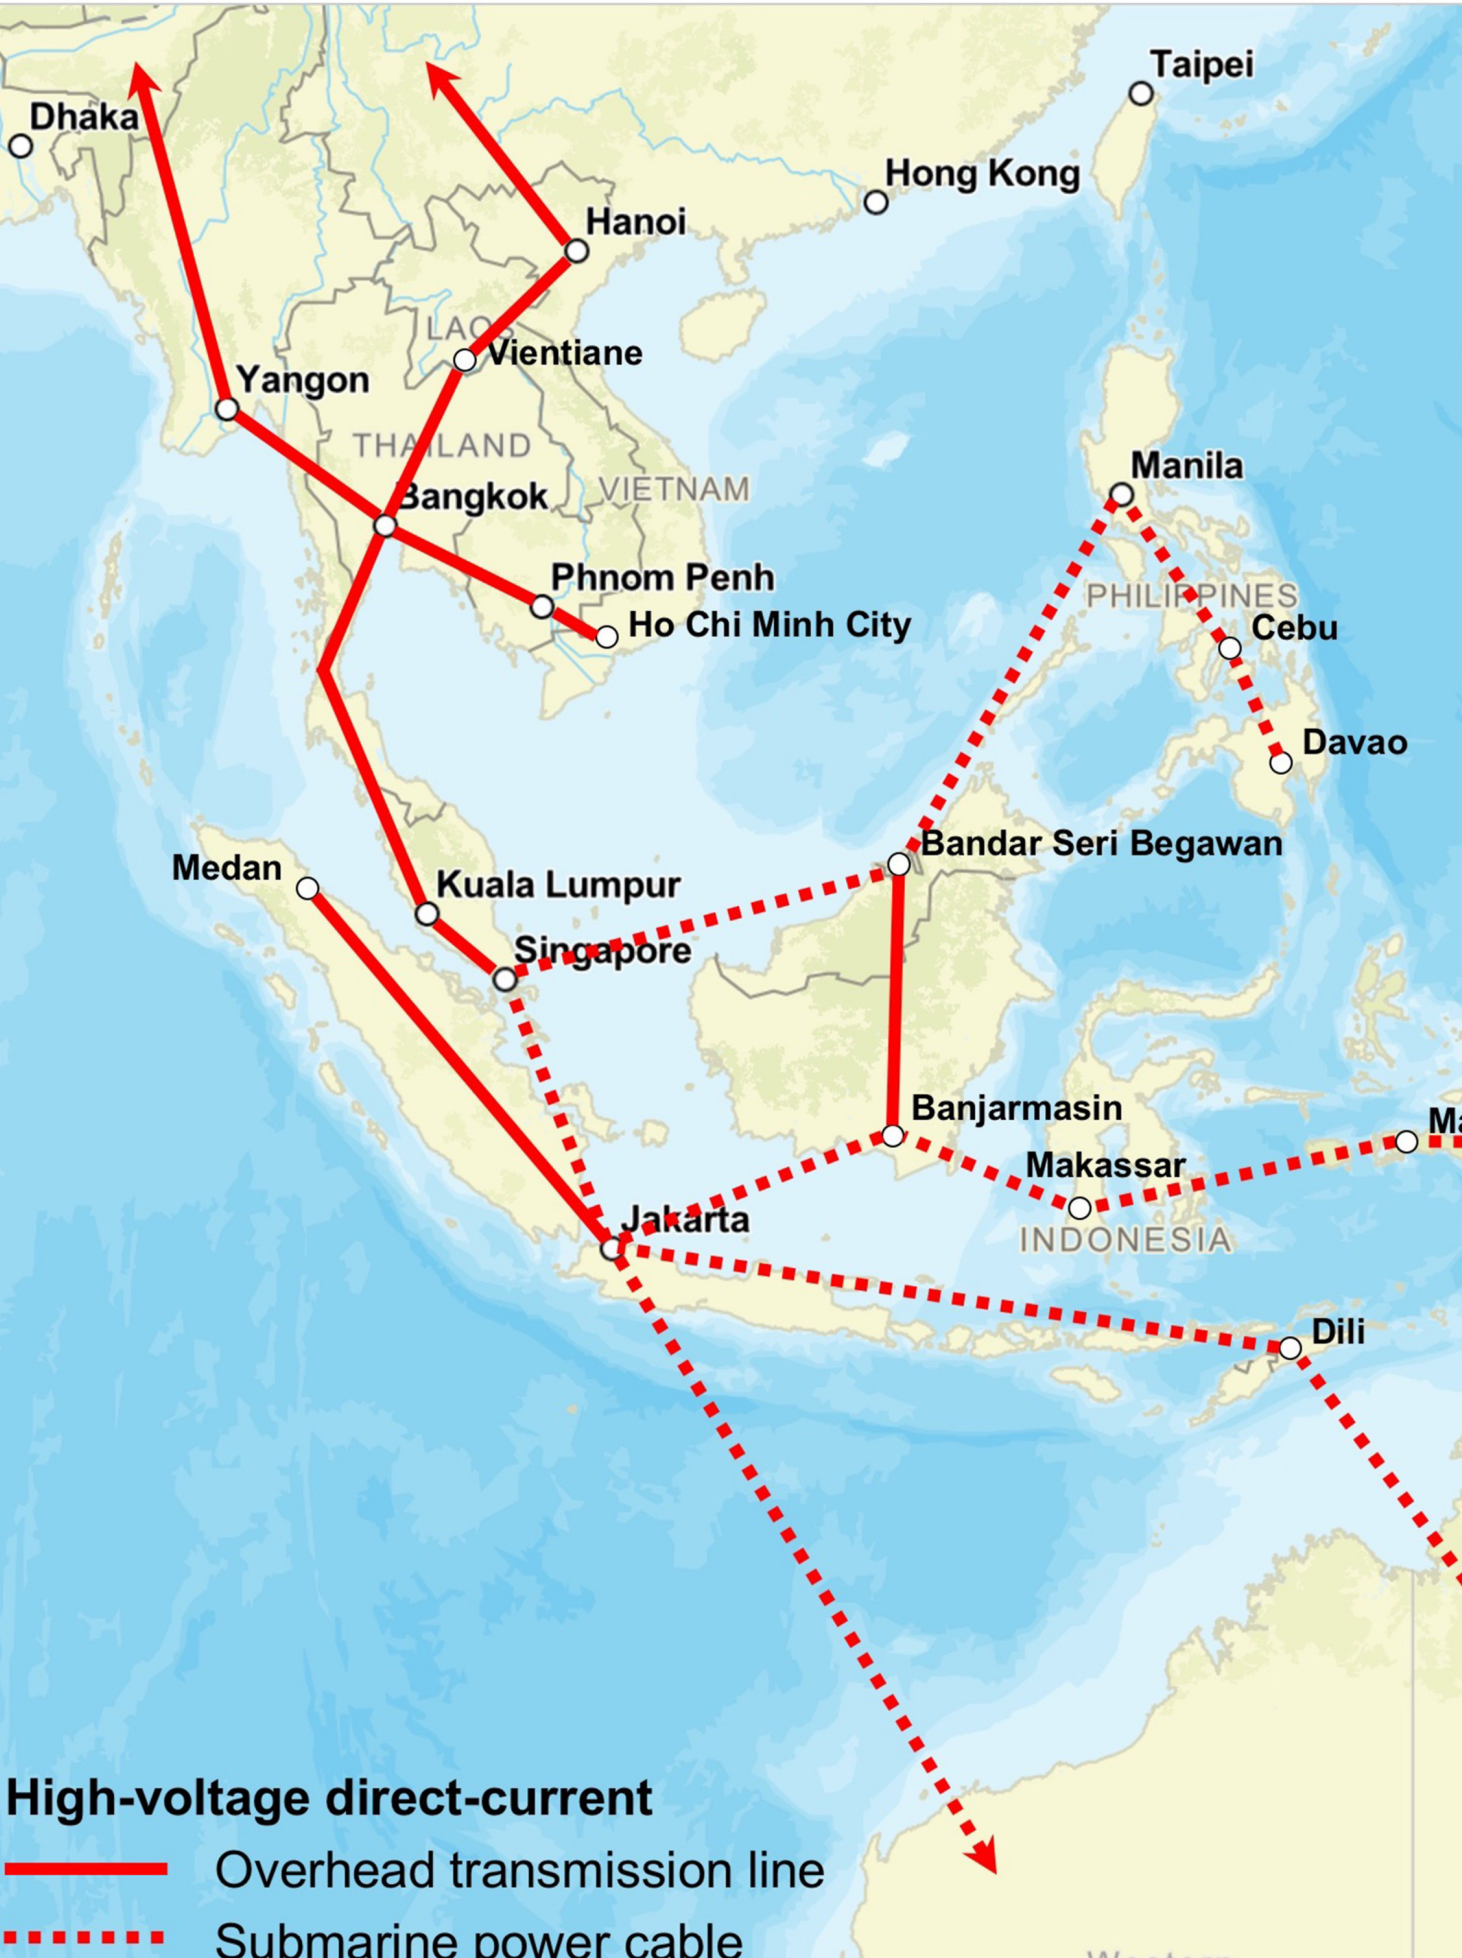 Taipei
Dhaka
Hong Kong
Hanoi
LAOS
Vientiane
Yangon
THAILAND
Manila
Bangkok
VIETNAM
Phnom Penh
PHILIPPINES
Ho Chi Minh City
Cebu
Davao
Bandar Seri Begawan
Medan
Kuala Lumpur
Singapore
Banjarmasin
Makassar
Jakarta
INDONESIA
Dili
High-voltage direct-current
Overhead transmission line
Submarine power cable